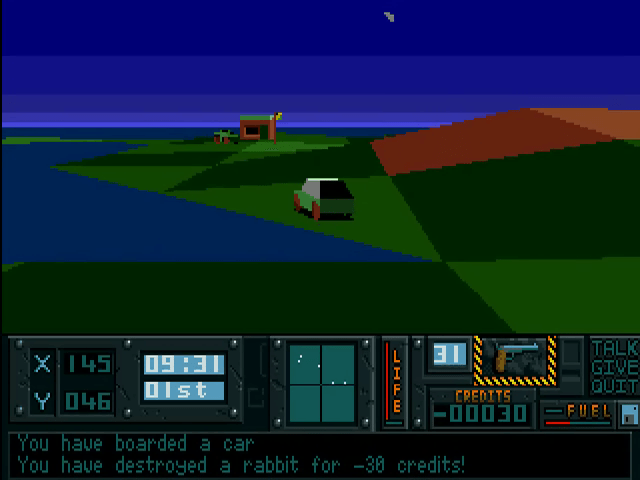 X 145
09:31
01st
Y 046
LIFE
31
TALK
GIVE
QUIT
CREDITS
-00030
FUEL
You have boarded a car
You have destroyed a rabbit for -30 credits!